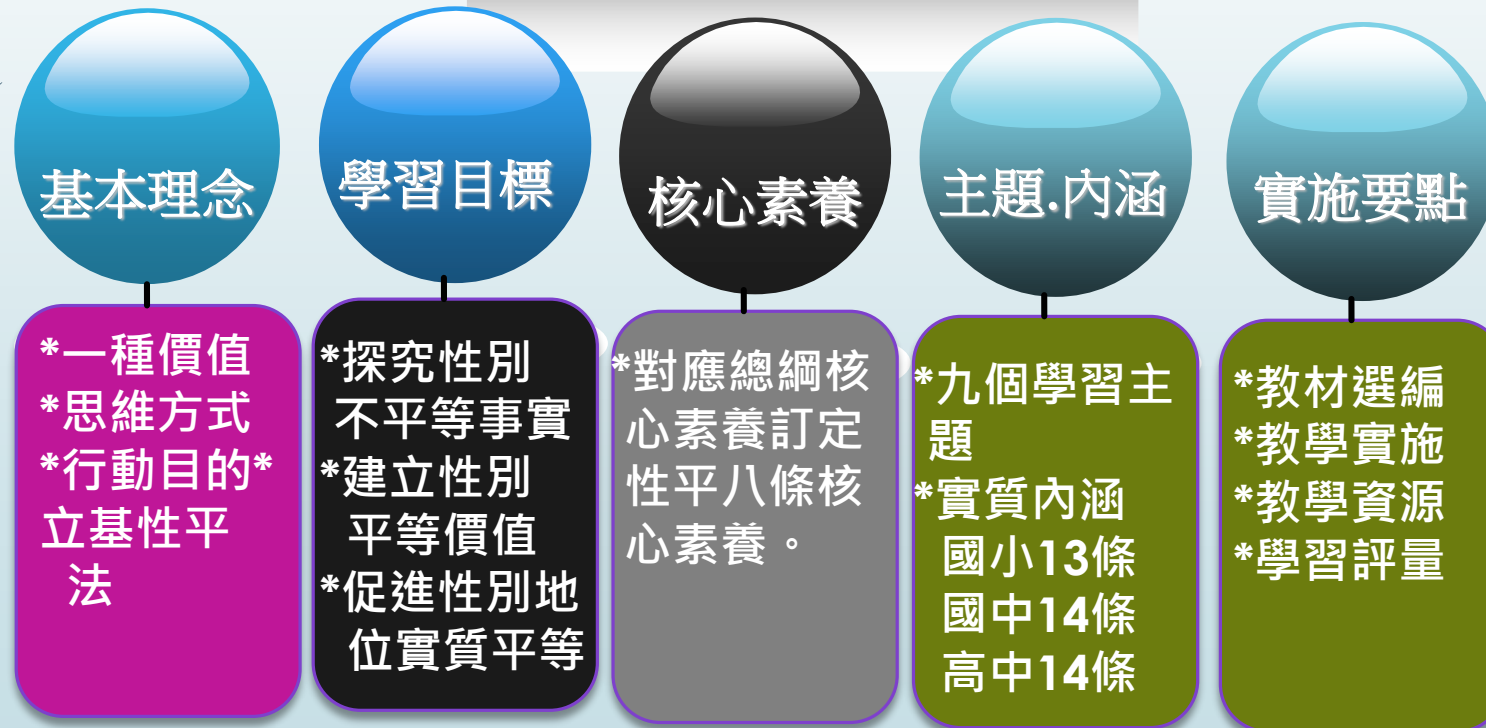 基本理念
*一種價值
*思維方式
*行動目的*
立基性平
法
學習目標
*探究性別
不平等事實
*建立性別
平等價值
*促進性別地
位實質平等
核心素養
*對應總綱核
心素養訂定
性平八條核
心素養。
主題.內涵
*九個學習主
題
*實質內涵
國小13條
國中14條
高中14條
實施要點
*教材選編
*教學實施
*教學資源
*學習評量